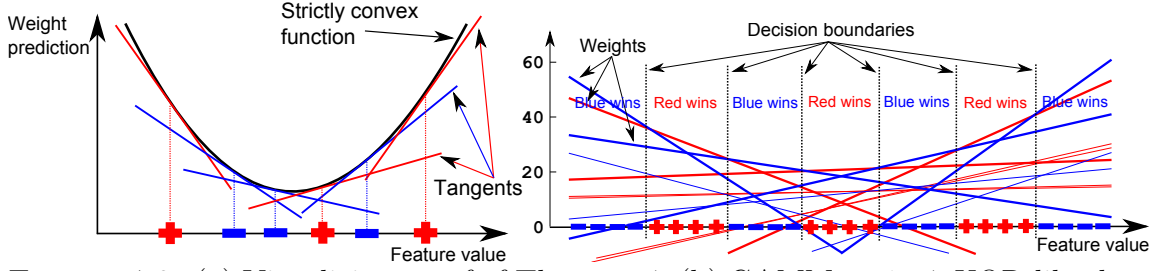 Weight
prediction
Strictly convex
function
Tangents
Feature value
Weights
Decision boundaries
60
40
20
0
Blue wins
Red wins
Blue wins
Red wins
Blue wins
Red wins
Blue wins
Feature value